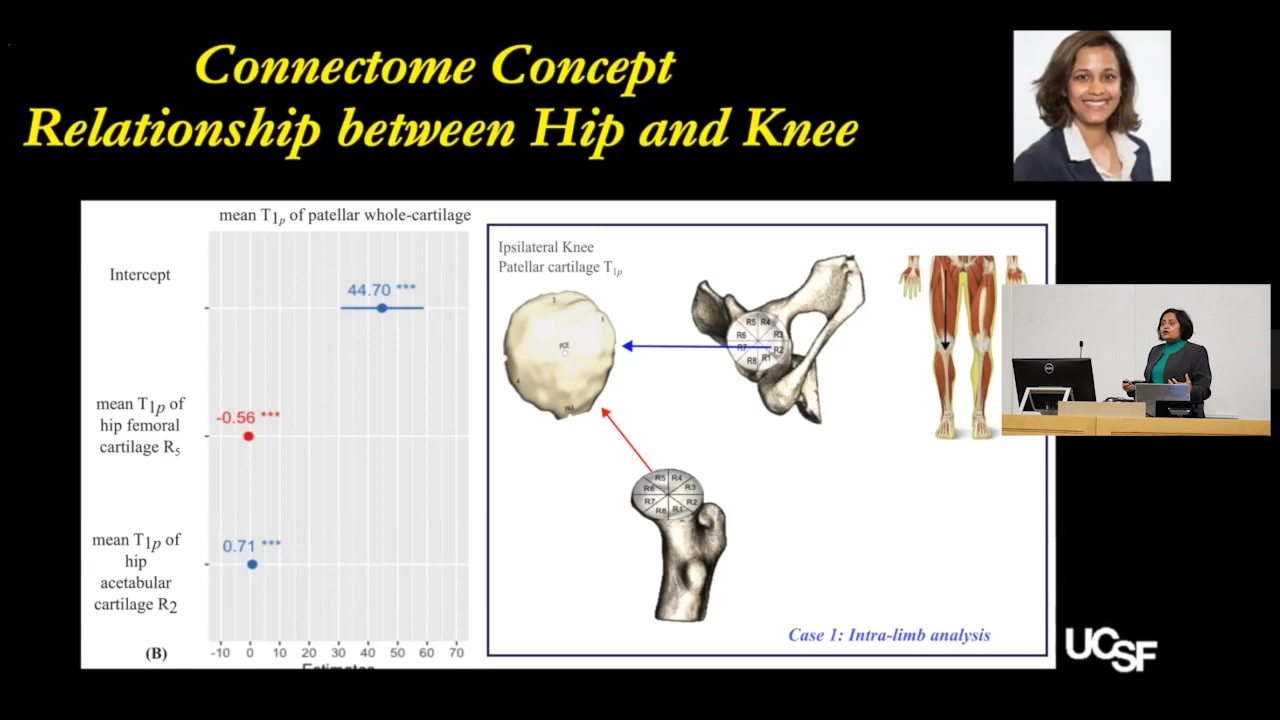 Connectome Concept
Relationship between Hip and Knee
mean T1ρ of patellar whole-cartilage
Intercept
44.70 ***
mean T1ρ of
hip femoral
cartilage R5
-0.56 ***
mean T1ρ of
hip
acetabular
cartilage R2
0.71 ***
(B)
-10 0 10 20 30 40 50 60 70
Estimates
Ipsilateral Knee
Patellar cartilage T1ρ
R5 R4
R6 R3
R7 R2
R8 R1
R5 R4
R6 R3
R7 R2
R8 R1
Case 1: Intra-limb analysis
UCSF
DELL